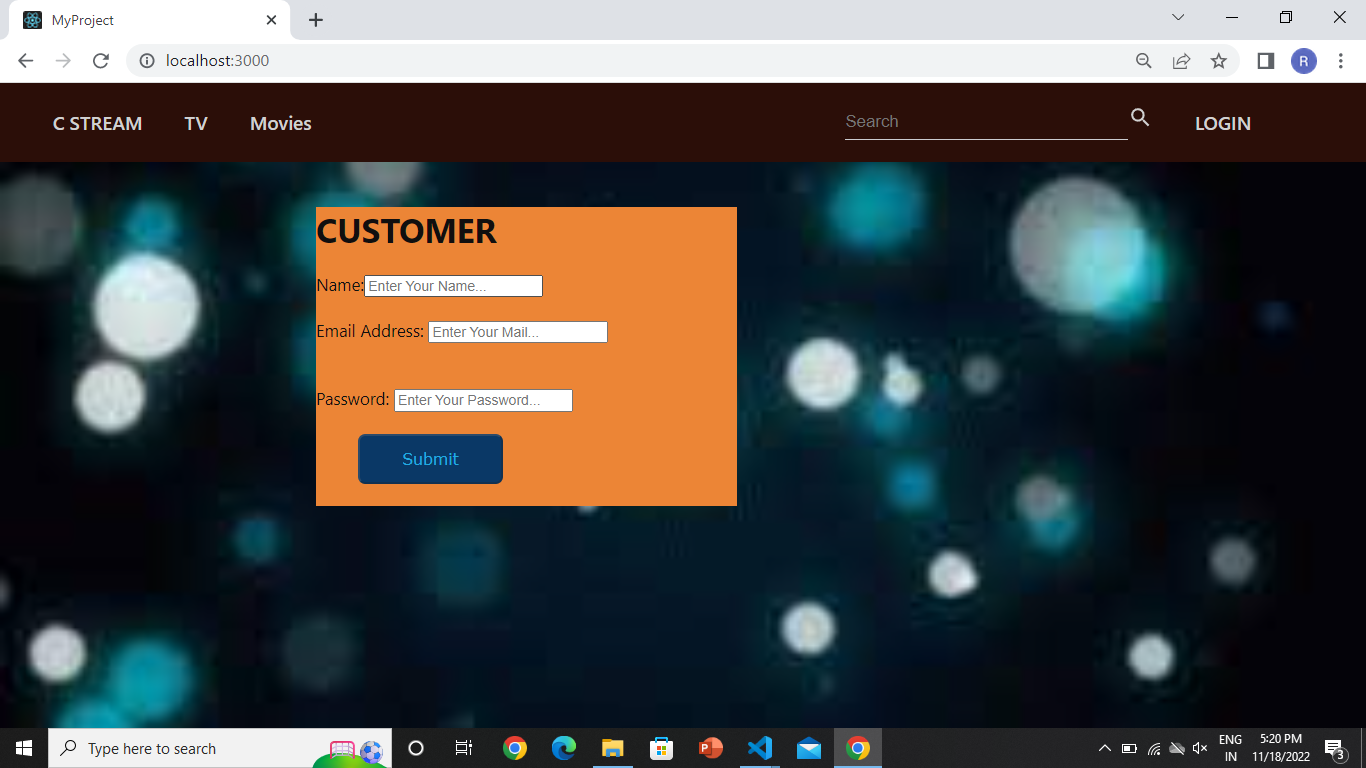 MyProject
localhost:3000
R
C STREAM TV Movies Search LOGIN
CUSTOMER
Name: Enter Your Name...
Email Address: Enter Your Mail...
Password: Enter Your Password...
Submit
Type here to search
ENG
IN
5:20 PM
11/18/2022
3